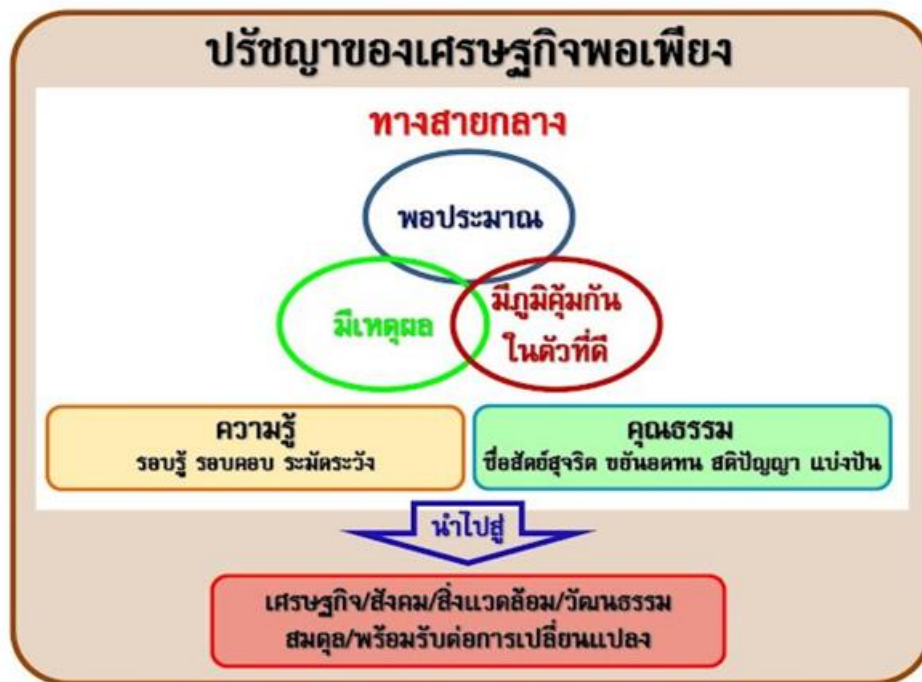 ปรัชญาของเศรษฐกิจพอเพียง
ทางสายกลาง
พอประมาณ
มีเหตุผล
มีภูมิคุ้มกัน
ในตัวที่ดี
ความรู้
รอบรู้ รอบคอบ ระมัดระวัง
คุณธรรม
ซื่อสัตย์สุจริต ขยันอดทน สติปัญญา แบ่งปัน
นำไปสู่
เศรษฐกิจ/สังคม/สิ่งแวดล้อม/วัฒนธรรม
สมดุล/พร้อมรับต่อการเปลี่ยนแปลง